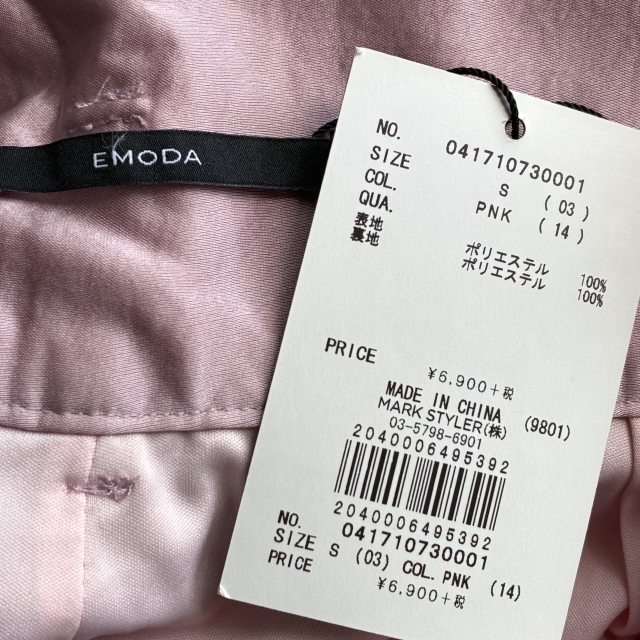 EMODA
NO. 041710730001
SIZE S (03)
COL. PNK (14)
QUA.
表地 ポリエステル 100%
裏地 ポリエステル 100%
PRICE ¥6,900+税
MADE IN CHINA
MARK STYLER(株) (9801)
03-5798-6901
2040006495392
2040006495392
NO. 041710730001
SIZE S (03) COL. PNK (14)
PRICE ¥6,900+税